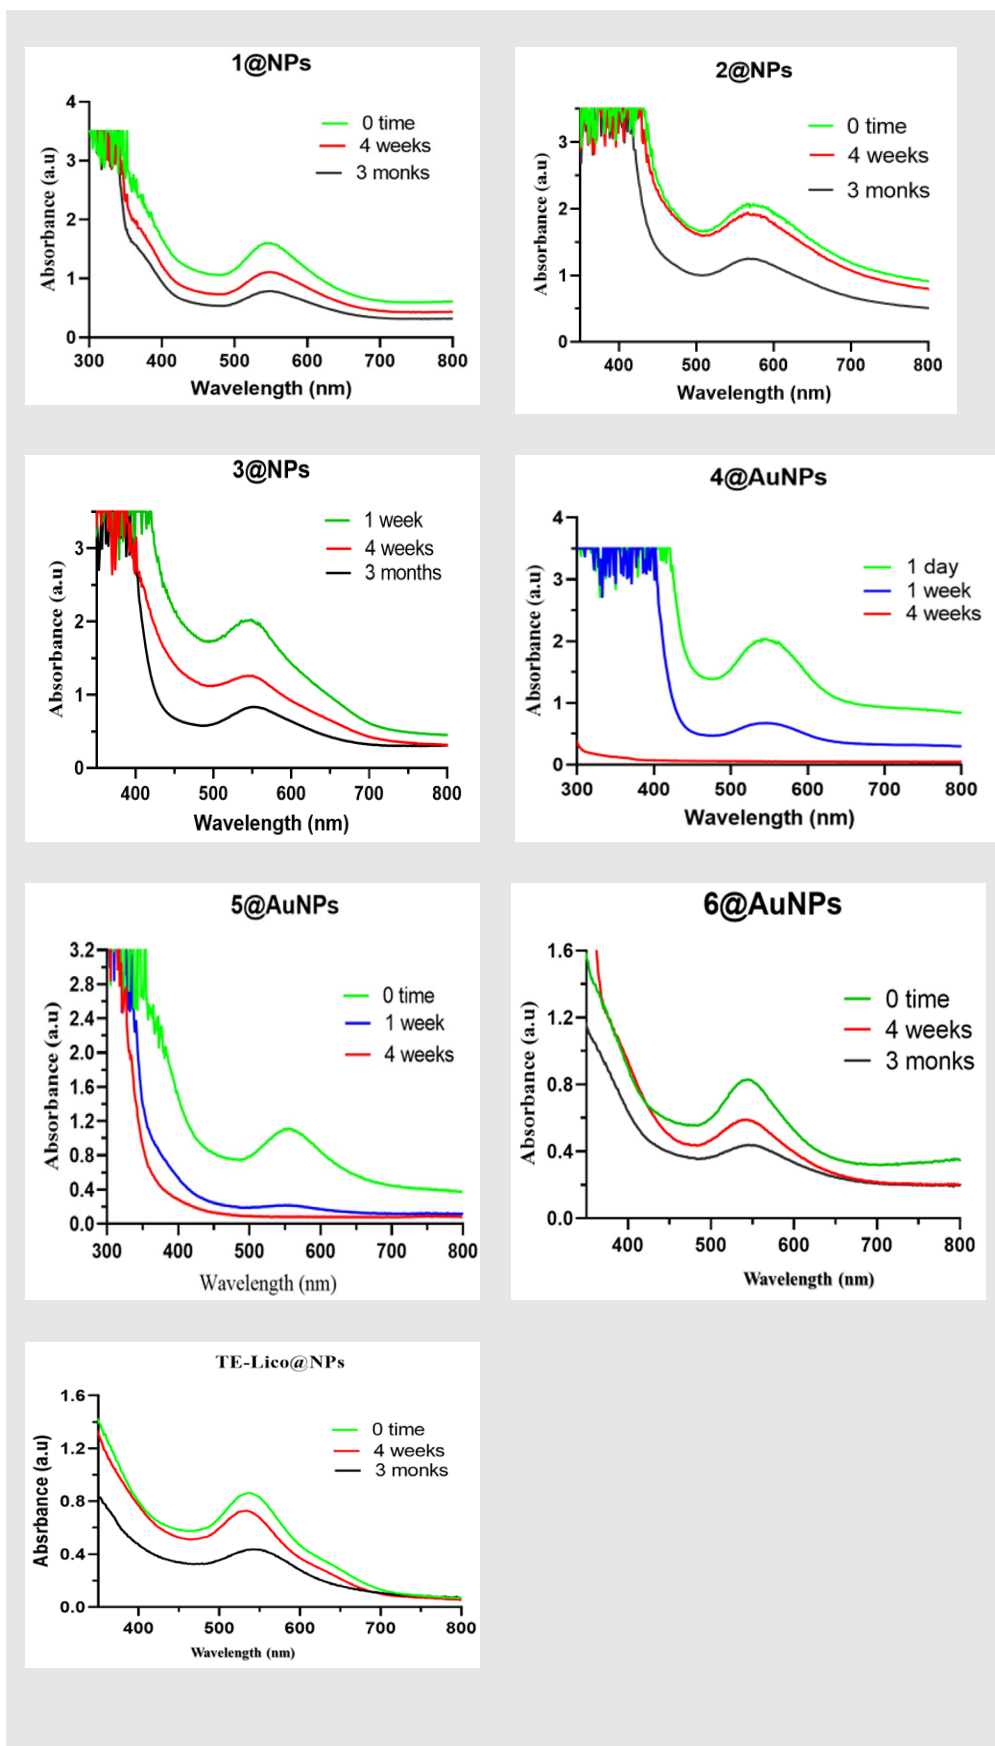 1@NPs
4
3
2
1
0
Absorbance (a.u)
0 time
4 weeks
3 monks
300 400 500 600 700 800
Wavelength (nm)
2@NPs
3
2
1
0
Absorbance (a.u)
0 time
4 weeks
3 monks
400 500 600 700 800
Wavelength (nm)
3@NPs
3
2
1
0
Absorbance (a.u)
1 week
4 weeks
3 months
400 500 600 700 800
Wavelength (nm)
4@AuNPs
4
3
2
1
0
Absorbance (a.u)
1 day
1 week
4 weeks
300 400 500 600 700 800
Wavelength (nm)
5@AuNPs
3.2
2.8
2.4
2.0
1.6
1.2
0.8
0.4
0.0
Absorbance (a.u)
0 time
1 week
4 weeks
300 400 500 600 700 800
Wavelength (nm)
6@AuNPs
1.6
1.2
0.8
0.4
0.0
Absorbance (a.u)
0 time
4 weeks
3 monks
400 500 600 700 800
Wavelength (nm)
TE-Lico@NPs
1.6
1.2
0.8
0.4
0.0
Absrbance (a.u)
0 time
4 weeks
3 monks
400 500 600 700 800
Wavelength (nm)